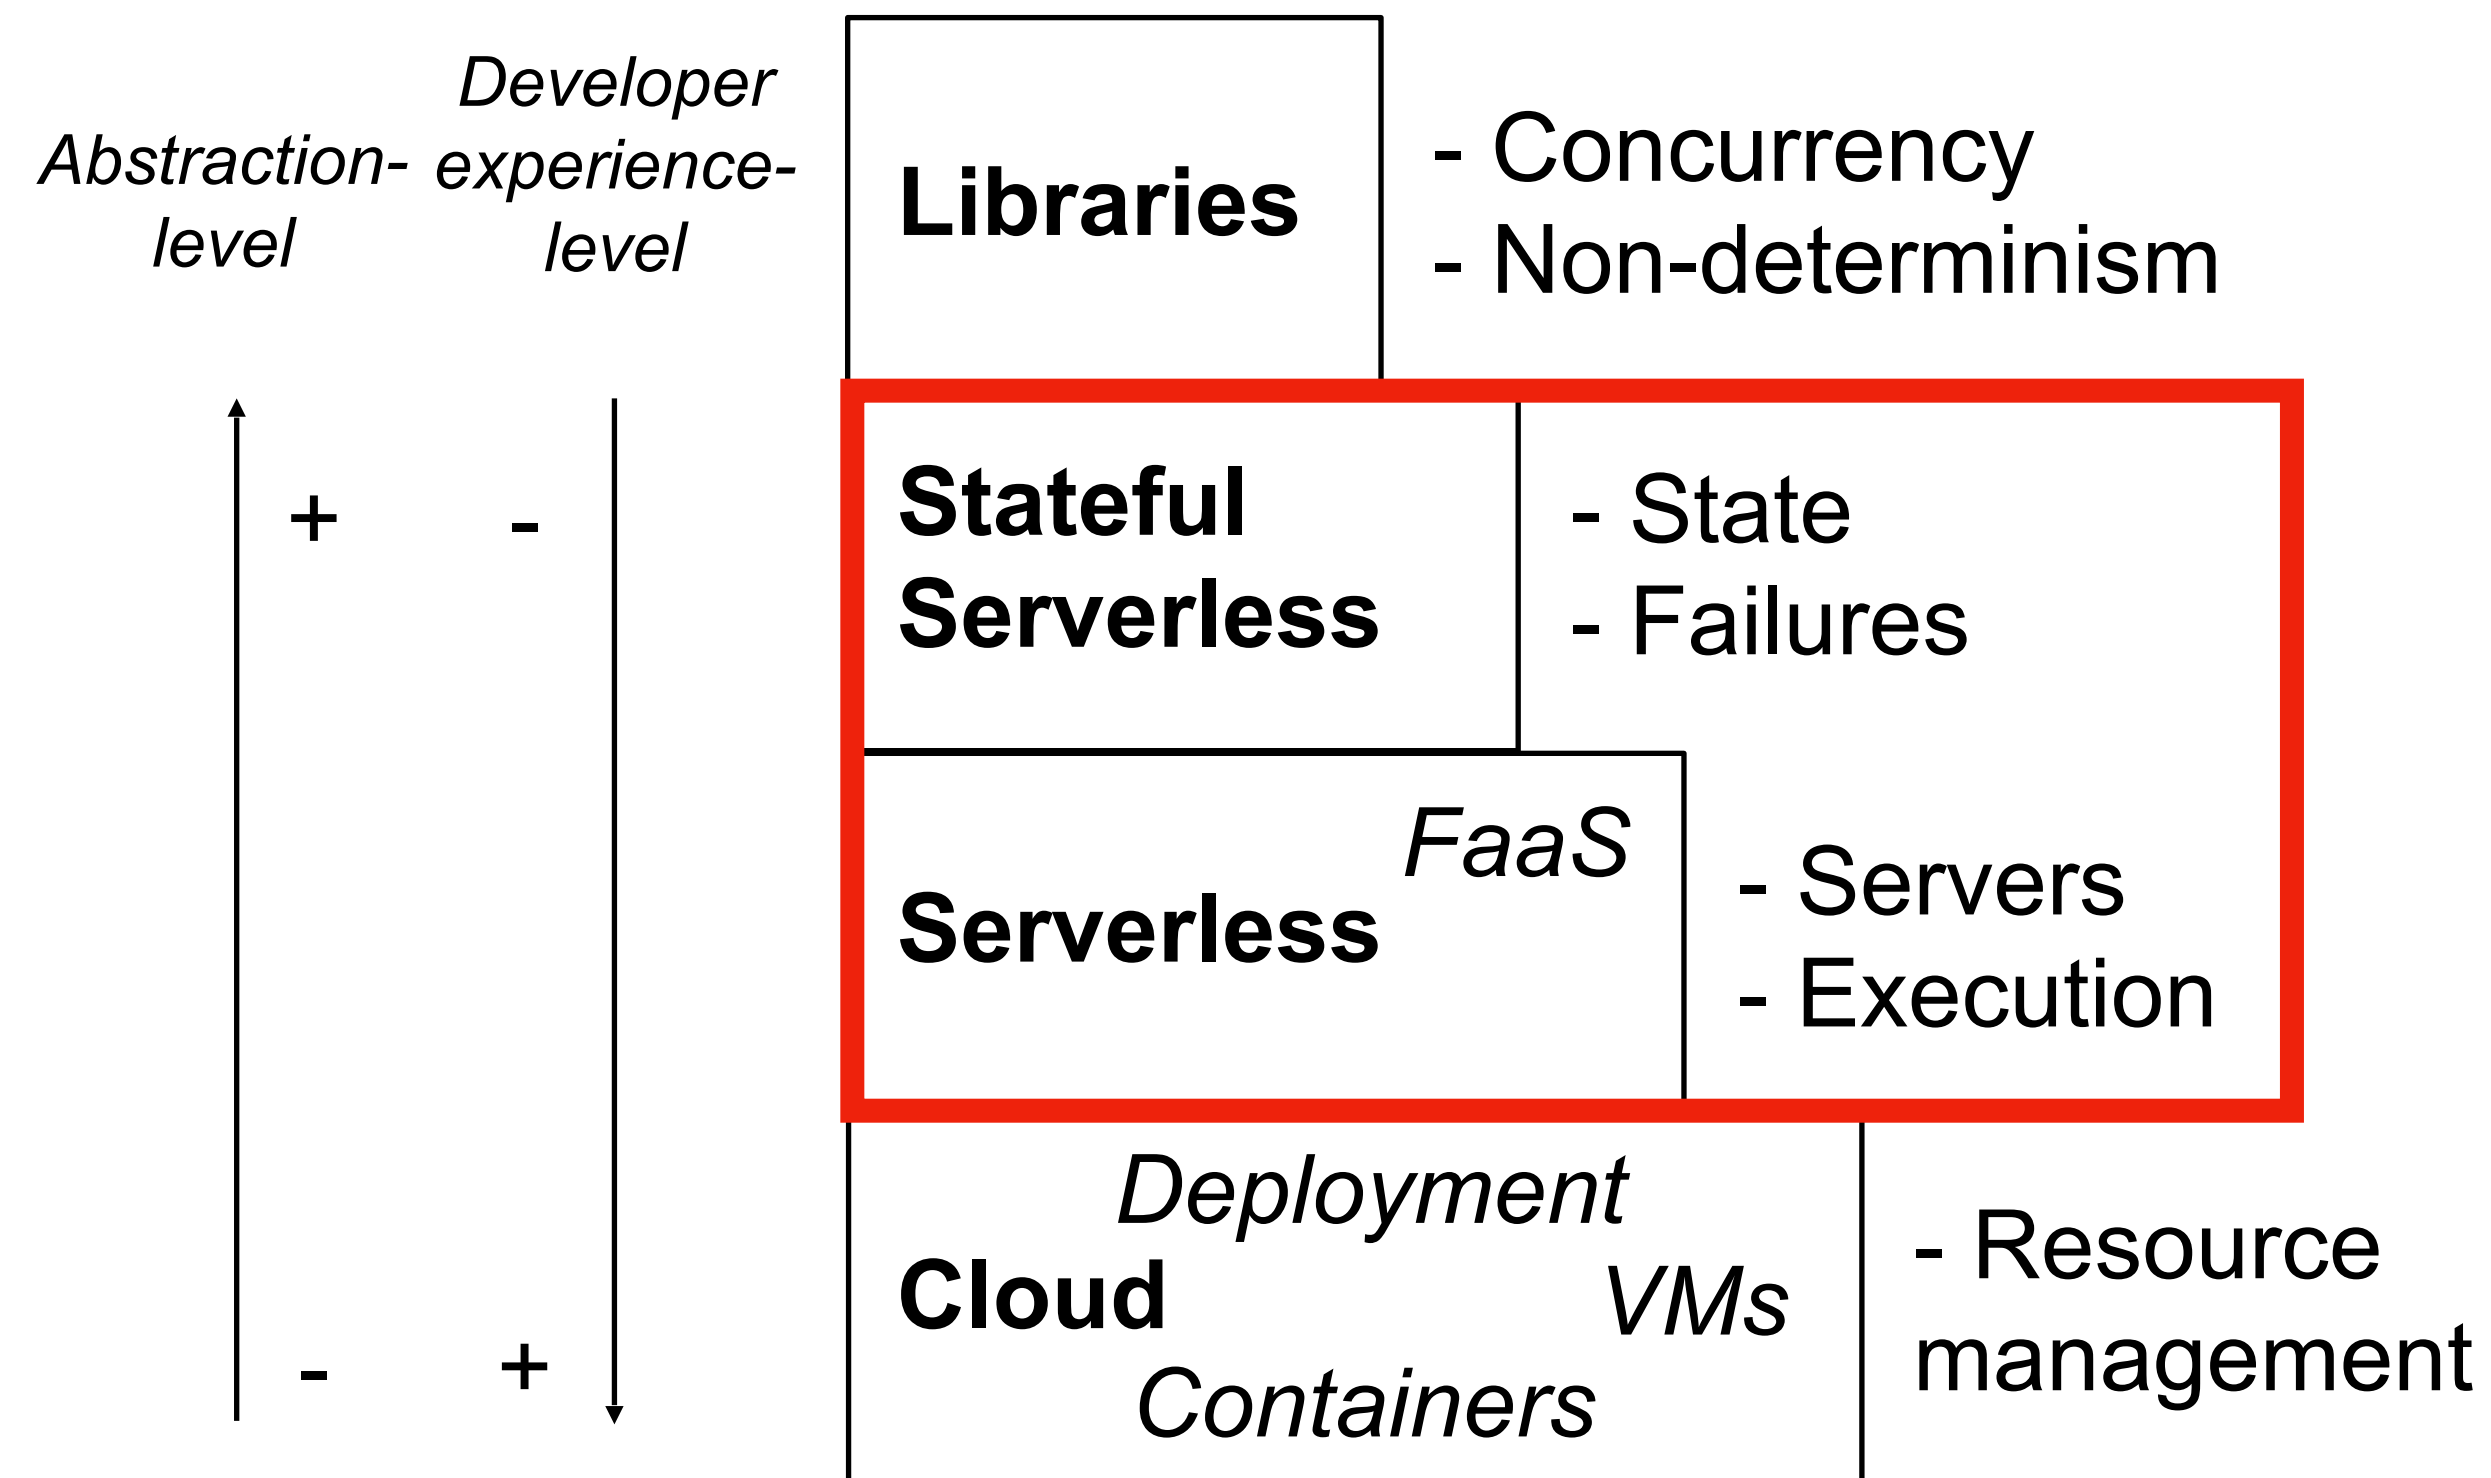 Abstraction-
level
Developer
experience-
level
+
-
-
+
Libraries
- Concurrency
- Non-determinism
Stateful
Serverless
- State
- Failures
FaaS
Serverless
- Servers
- Execution
Deployment
Cloud
VMs
Containers
- Resource
management